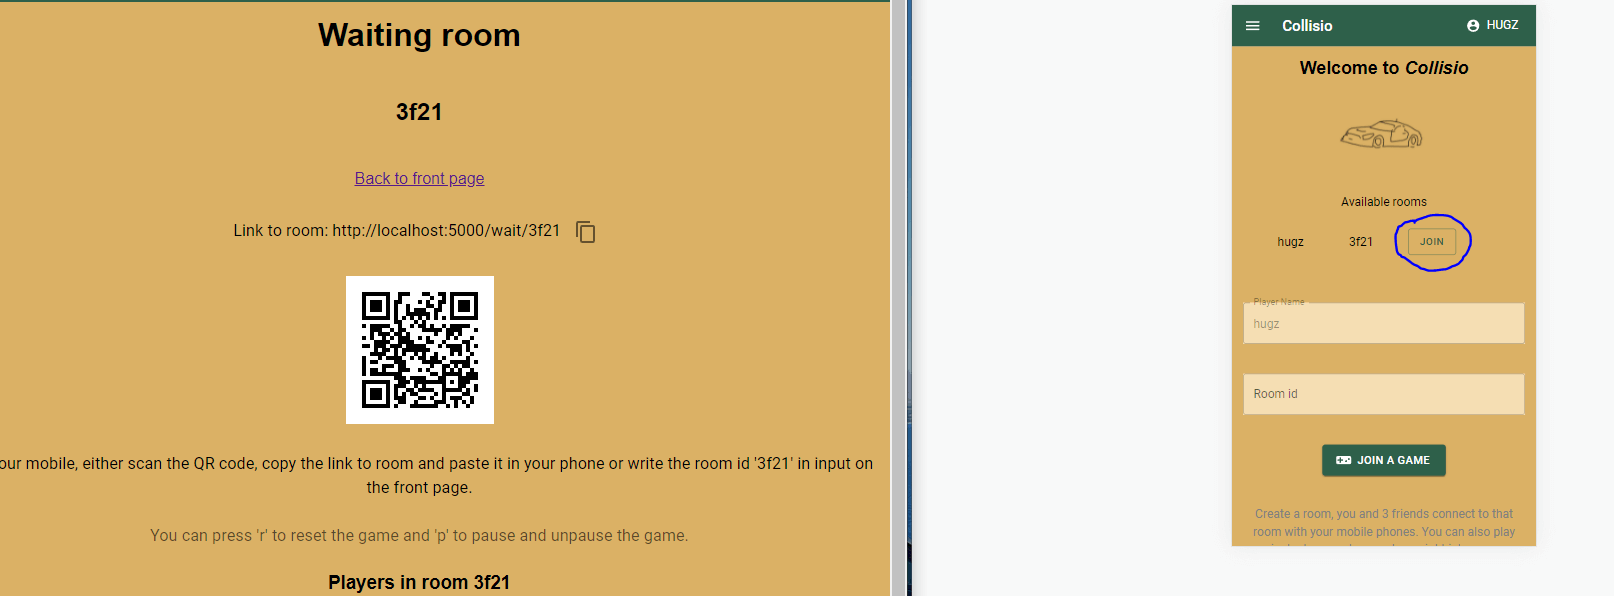 Waiting room
3f21
Back to front page
Link to room: http://localhost:5000/wait/3f21
our mobile, either scan the QR code, copy the link to room and paste it in your phone or write the room id '3f21' in input on
the front page.
You can press 'r' to reset the game and 'p' to pause and unpause the game.
Players in room 3f21
Collisio
HUGZ
Welcome to Collisio
Available rooms
hugz 3f21 JOIN
Player Name
hugz
Room id
JOIN A GAME
Create a room, you and 3 friends connect to that
room with your mobile phones. You can also play